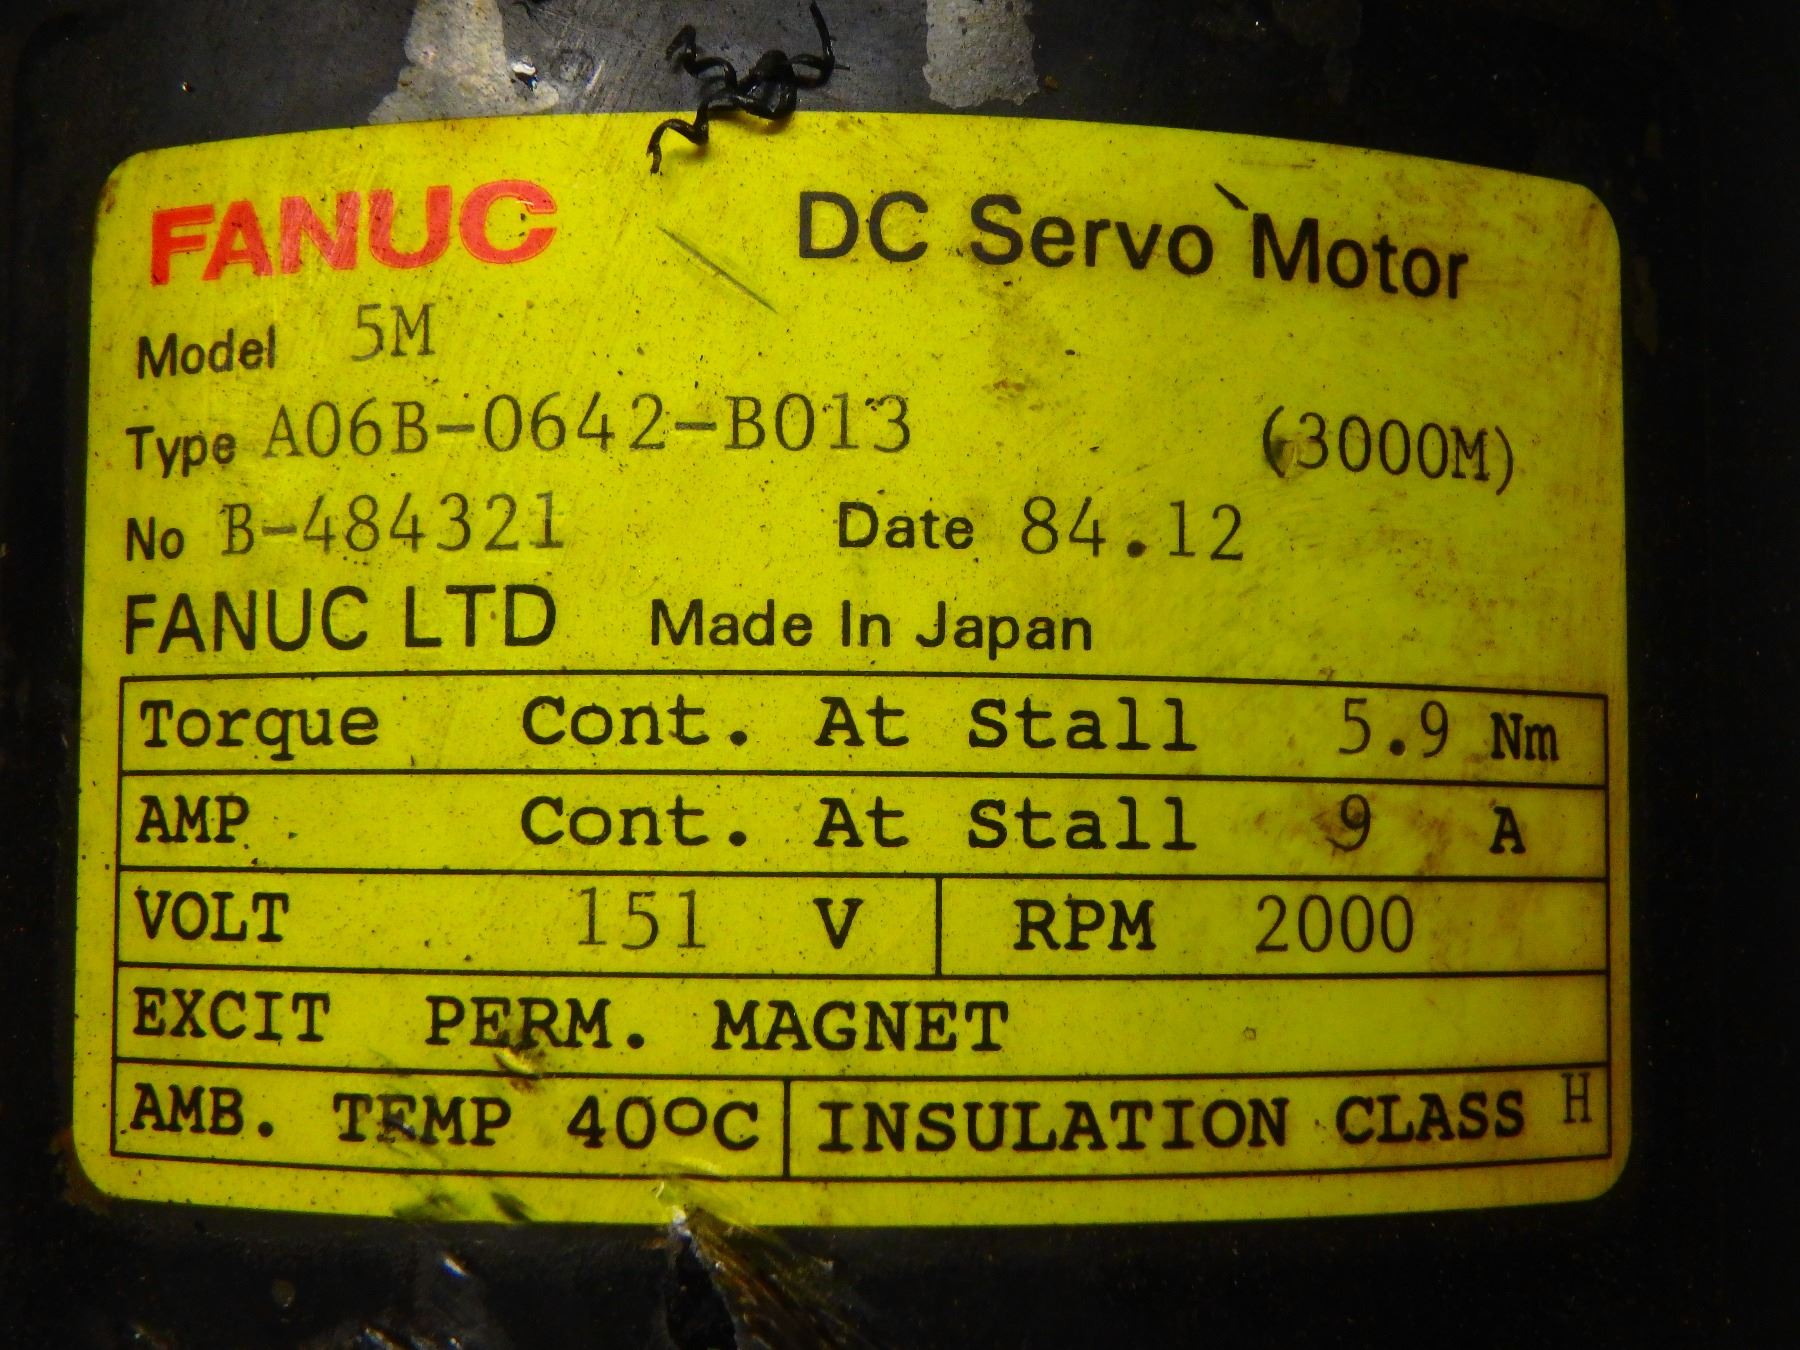 FANUC DC Servo Motor
Model 5M
Type A06B-0642-B013 (3000M)
No B-484321 Date 84.12
FANUC LTD Made In Japan
Torque Cont. At Stall 5.9 Nm
AMP Cont. At Stall 9 A
VOLT 151 V RPM 2000
EXCIT PERM. MAGNET
AMB. TEMP 40°C INSULATION CLASS H